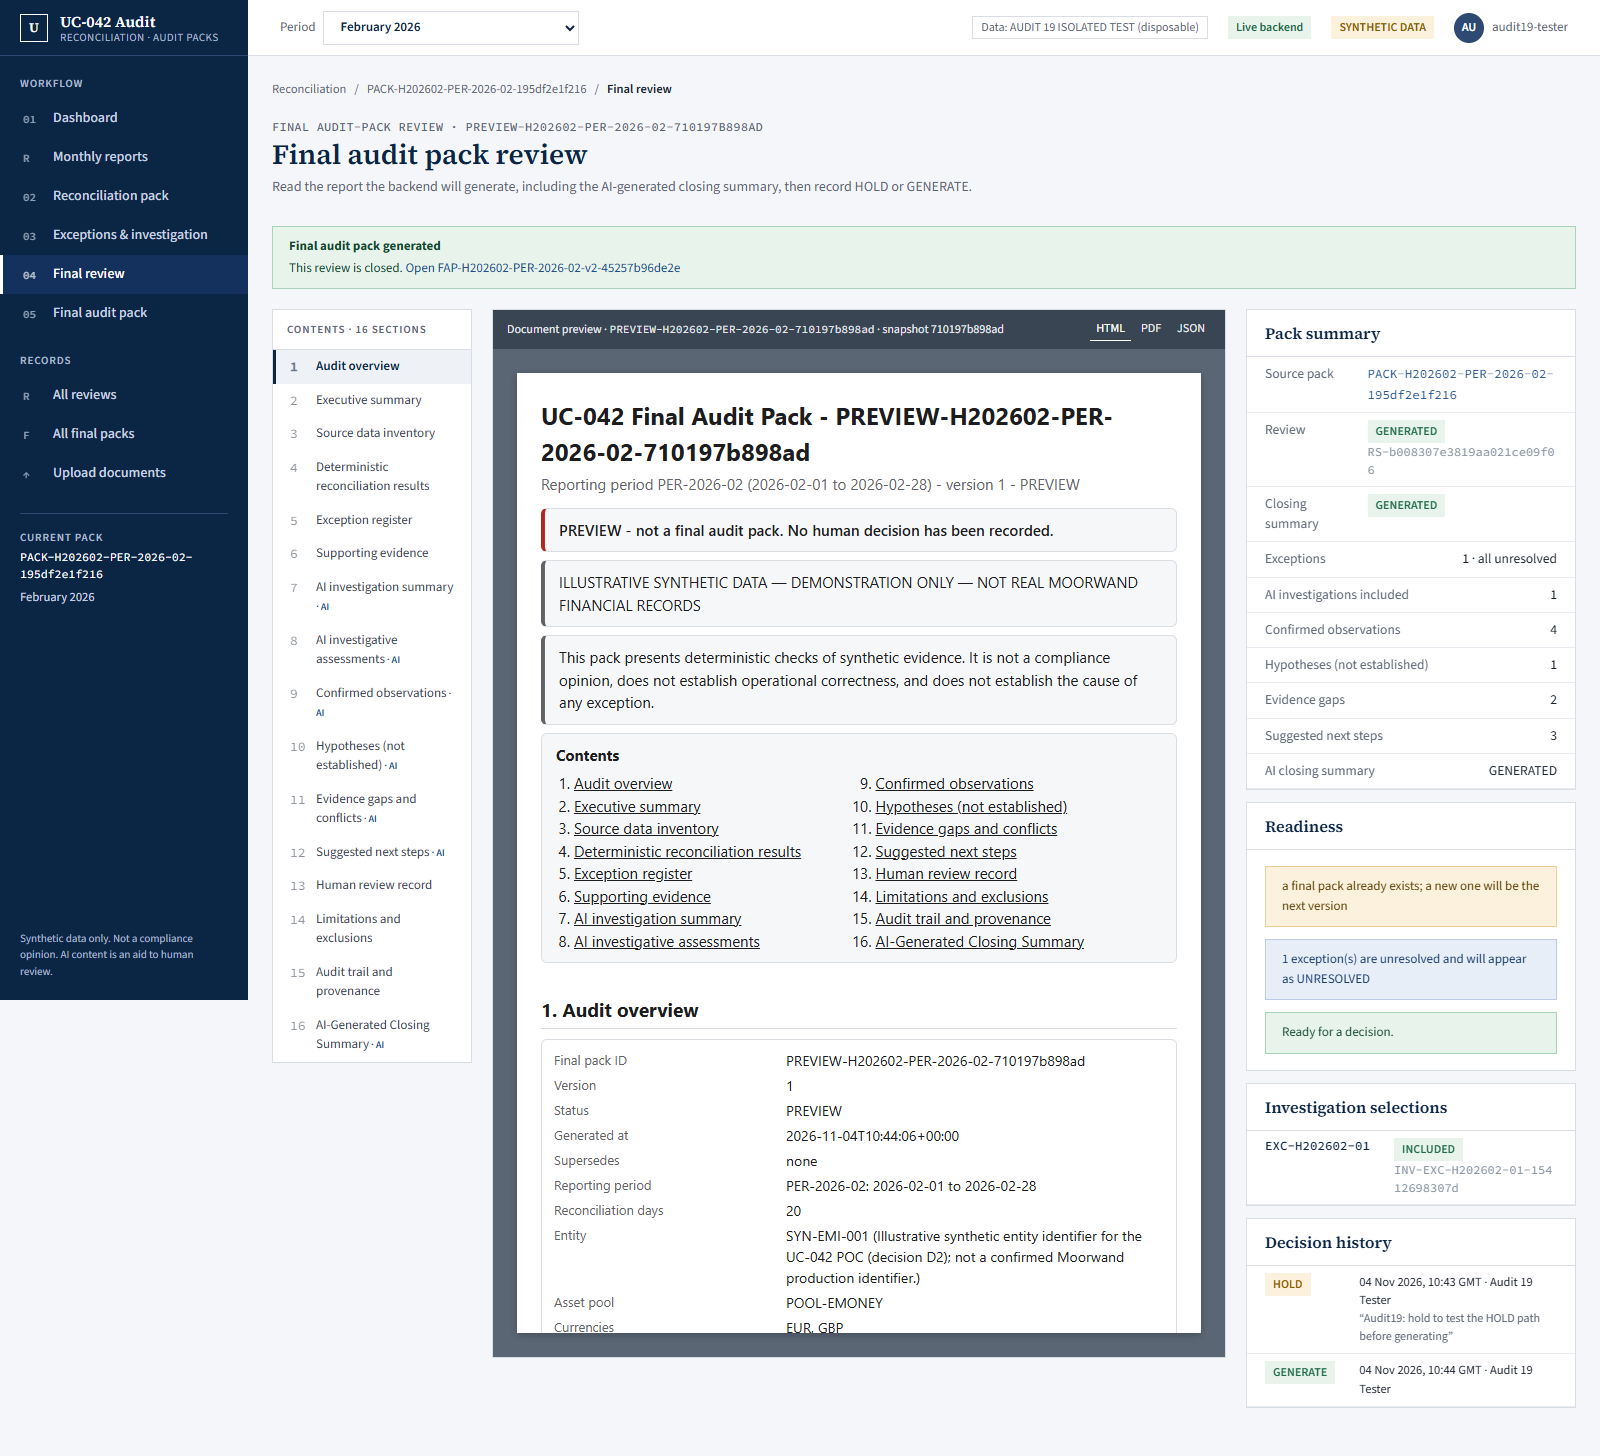 U
UC-042 Audit
RECONCILIATION · AUDIT PACKS
Period
February 2026
Data: AUDIT 19 ISOLATED TEST (disposable)
Live backend
SYNTHETIC DATA
AU
audit19-tester
WORKFLOW
01 Dashboard
R Monthly reports
02 Reconciliation pack
03 Exceptions & investigation
04 Final review
05 Final audit pack
RECORDS
R All reviews
F All final packs
↑ Upload documents
CURRENT PACK
PACK-H202602-PER-2026-02-
195df2e1f216
February 2026
Synthetic data only. Not a compliance
opinion. AI content is an aid to human
review.
Reconciliation / PACK-H202602-PER-2026-02-195df2e1f216 / Final review
FINAL AUDIT-PACK REVIEW · PREVIEW-H202602-PER-2026-02-710197B898AD
Final audit pack review
Read the report the backend will generate, including the AI-generated closing summary, then record HOLD or GENERATE.
Final audit pack generated
This review is closed. Open FAP-H202602-PER-2026-02-v2-45257b96de2e
CONTENTS · 16 SECTIONS
1 Audit overview
2 Executive summary
3 Source data inventory
4 Deterministic
reconciliation results
5 Exception register
6 Supporting evidence
7 AI investigation summary
· AI
8 AI investigative
assessments · AI
9 Confirmed observations ·
AI
10 Hypotheses (not
established) · AI
11 Evidence gaps and
conflicts · AI
12 Suggested next steps · AI
13 Human review record
14 Limitations and
exclusions
15 Audit trail and
provenance
16 AI-Generated Closing
Summary · AI
Document preview · PREVIEW-H202602-PER-2026-02-710197b898ad · snapshot 710197b898ad
HTML PDF JSON
UC-042 Final Audit Pack - PREVIEW-H202602-PER-
2026-02-710197b898ad
Reporting period PER-2026-02 (2026-02-01 to 2026-02-28) - version 1 - PREVIEW
PREVIEW - not a final audit pack. No human decision has been recorded.
ILLUSTRATIVE SYNTHETIC DATA — DEMONSTRATION ONLY — NOT REAL MOORWAND
FINANCIAL RECORDS
This pack presents deterministic checks of synthetic evidence. It is not a compliance
opinion, does not establish operational correctness, and does not establish the cause of
any exception.
Contents
1. Audit overview
2. Executive summary
3. Source data inventory
4. Deterministic reconciliation results
5. Exception register
6. Supporting evidence
7. AI investigation summary
8. AI investigative assessments
9. Confirmed observations
10. Hypotheses (not established)
11. Evidence gaps and conflicts
12. Suggested next steps
13. Human review record
14. Limitations and exclusions
15. Audit trail and provenance
16. AI-Generated Closing Summary
1. Audit overview
Final pack ID PREVIEW-H202602-PER-2026-02-710197b898ad
Version 1
Status PREVIEW
Generated at 2026-11-04T10:44:06+00:00
Supersedes none
Reporting period PER-2026-02: 2026-02-01 to 2026-02-28
Reconciliation days 20
Entity SYN-EMI-001 (Illustrative synthetic entity identifier for the
UC-042 POC (decision D2); not a confirmed Moorwand
production identifier.)
Asset pool POOL-EMONEY
Currencies EUR, GBP
Pack summary
Source pack PACK-H202602-PER-2026-02-
195df2e1f216
Review GENERATED
RS-b008307e3819aa021ce09f0
6
Closing GENERATED
summary
Exceptions 1 · all unresolved
AI investigations included 1
Confirmed observations 4
Hypotheses (not established) 1
Evidence gaps 2
Suggested next steps 3
AI closing summary GENERATED
Readiness
a final pack already exists; a new one will be the
next version
1 exception(s) are unresolved and will appear
as UNRESOLVED
Ready for a decision.
Investigation selections
EXC-H202602-01 INCLUDED
INV-EXC-H202602-01-154
12698307d
Decision history
HOLD 04 Nov 2026, 10:43 GMT · Audit 19
Tester
“Audit19: hold to test the HOLD path
before generating”
GENERATE 04 Nov 2026, 10:44 GMT · Audit 19
Tester